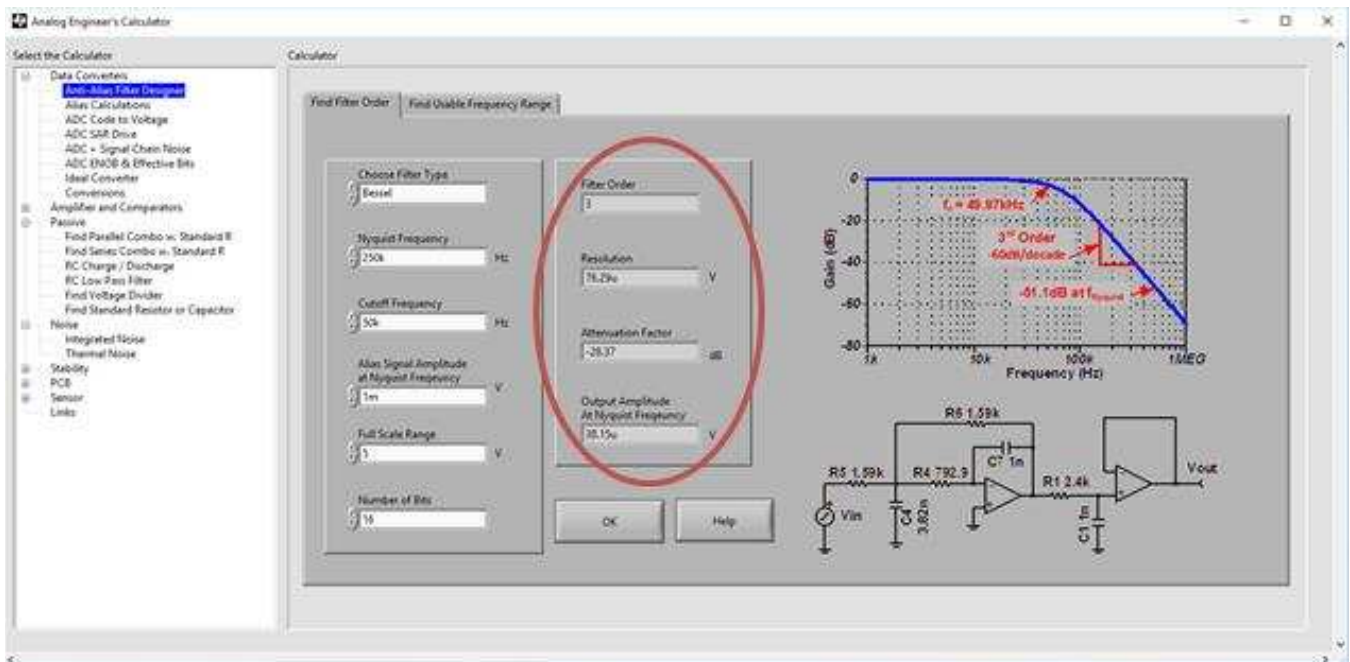 Analog Engineer's Calculator
Select the Calculator
Data Converters
Anti-Alias Filter Designer
Alias Calculations
ADC Code to Voltage
ADC SAR Drive
ADC + Signal Chain Noise
ADC ENOB & Effective Bits
Ideal Converter
Conversions
Amplifier and Comparators
Passive
Find Parallel Combo w. Standard R
Find Series Combo w. Standard R
RC Charge / Discharge
RC Low Pass Filter
Find Voltage Divider
Find Standard Resistor or Capacitor
Noise
Integrated Noise
Thermal Noise
Stability
PCB
Sensor
Links
Calculator
Find Filter Order
Find Usable Frequency Range
Choose Filter Type
Bessel
Nyquist Frequency
250k Hz
Cutoff Frequency
50k Hz
Alias Signal Amplitude
at Nyquist Freqeuncy
1m V
Full Scale Range
5 V
Number of Bits
16
Filter Order
3
Resolution
76.29u V
Attenuation Factor
-28.37 dB
Output Amplitude
At Nyquist Freqeuncy
38.15u V
OK
Help
Gain (dB)
0
-20
-40
-60
-80
1k
10k
100k
1MEG
Frequency (Hz)
3rd Order
-60dB/decade
R6 1.59k
R5 1.59k
R4 792.9
C7 1n
R1 2.4k
Vout
Vin
C4
C1 1n